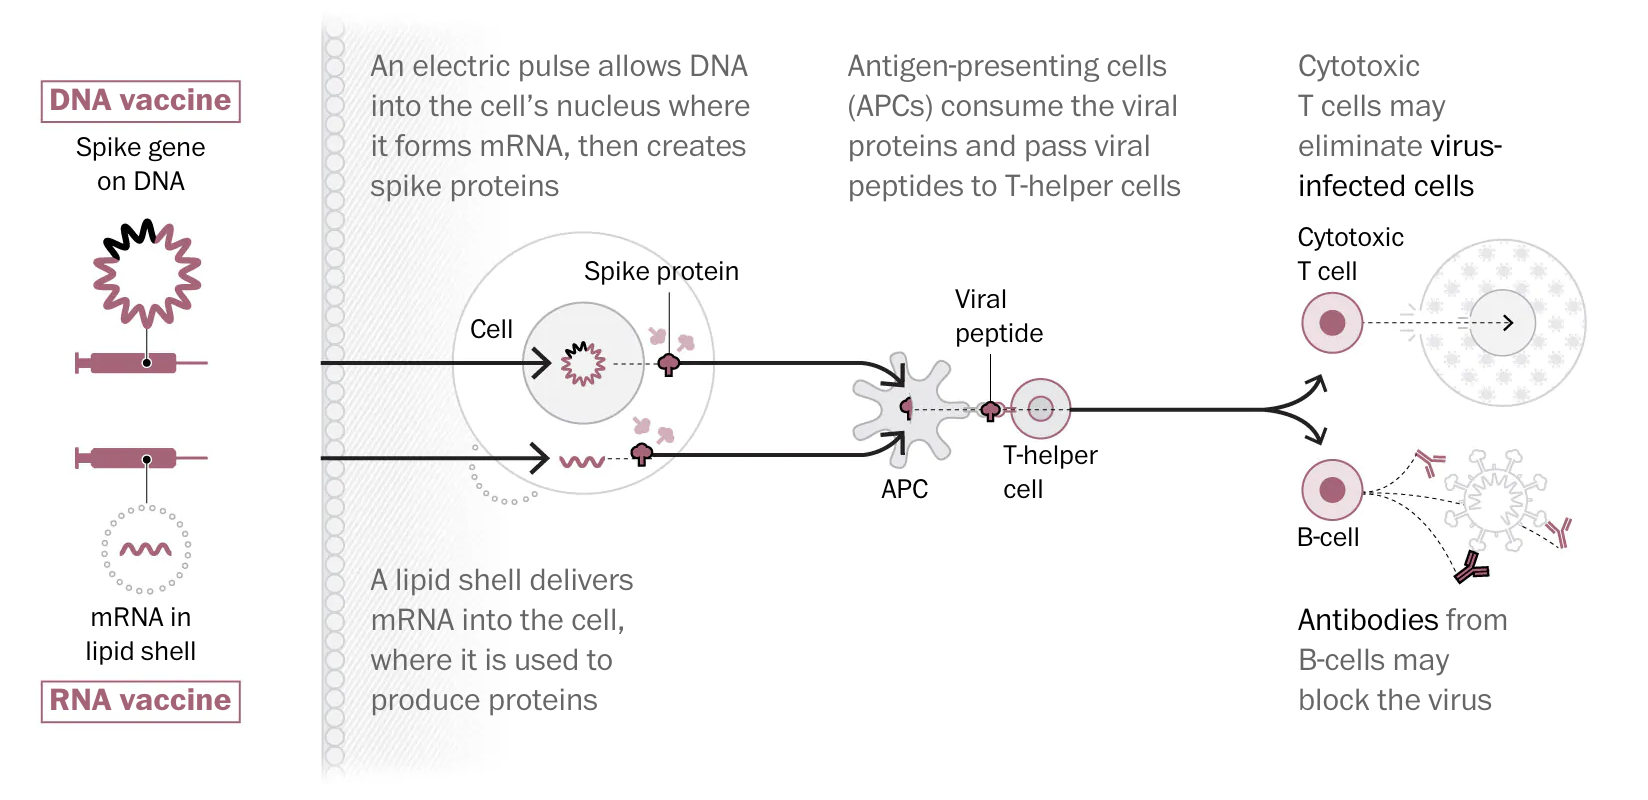 DNA vaccine
Spike gene
on DNA
mRNA in
lipid shell
RNA vaccine
An electric pulse allows DNA
into the cell’s nucleus where
it forms mRNA, then creates
spike proteins
Spike protein
Cell
A lipid shell delivers
mRNA into the cell,
where it is used to
produce proteins
Antigen-presenting cells
(APCs) consume the viral
proteins and pass viral
peptides to T-helper cells
Viral
peptide
APC
T-helper
cell
Cytotoxic
T cells may
eliminate virus-
infected cells
Cytotoxic
T cell
B-cell
Antibodies from
B-cells may
block the virus